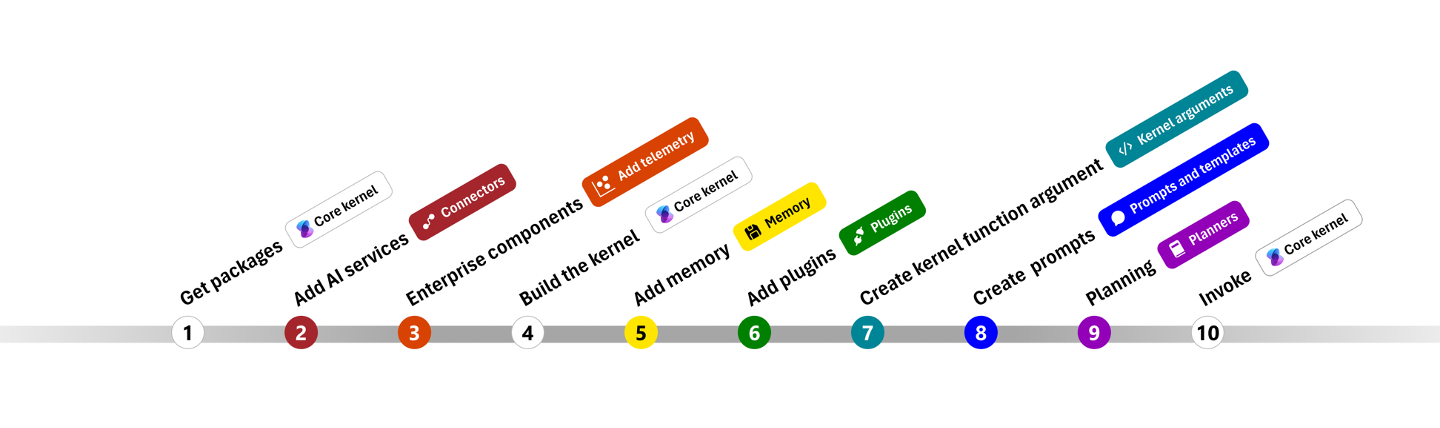 Get packages Core kernel
Add AI services Connectors
Enterprise components Add telemetry
Build the kernel Core kernel
Add memory Memory
Add plugins Plugins
Create kernel function argument </> Kernel arguments
Create prompts Prompts and templates
Planning Planners
Invoke Core kernel
1 2 3 4 5 6 7 8 9 10